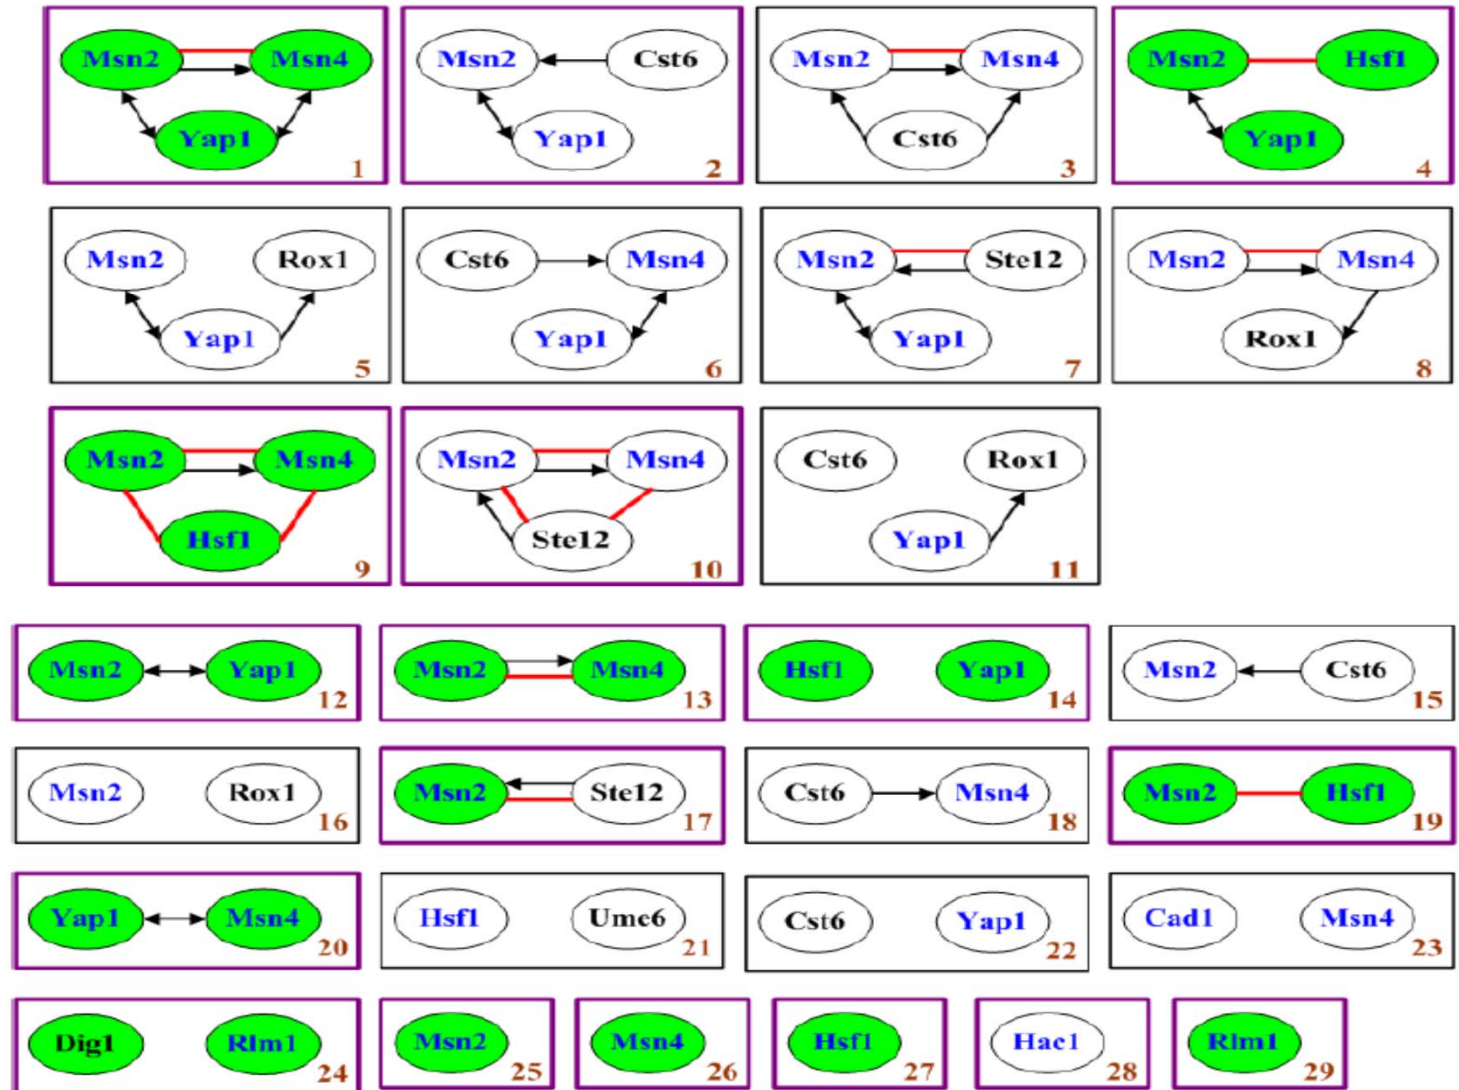 Msn2 Msn4
Yap1
1
Msn2 Cst6
Yap1
2
Msn2 Msn4
Cst6
3
Msn2 Hsf1
Yap1
4
Msn2 Rox1
Yap1
5
Cst6 Msn4
Yap1
6
Msn2 Ste12
Yap1
7
Msn2 Msn4
Rox1
8
Msn2 Msn4
Hsf1
9
Msn2 Msn4
Ste12
10
Cst6 Rox1
Yap1
11
Msn2 Yap1
12
Msn2 Msn4
13
Hsf1 Yap1
14
Msn2 Cst6
15
Msn2 Rox1
16
Msn2 Ste12
17
Cst6 Msn4
18
Msn2 Hsf1
19
Yap1 Msn4
20
Hsf1 Ume6
21
Cst6 Yap1
22
Cad1 Msn4
23
Dig1 Rlm1
24
Msn2
25
Msn4
26
Hsf1
27
Hac1
28
Rlm1
29